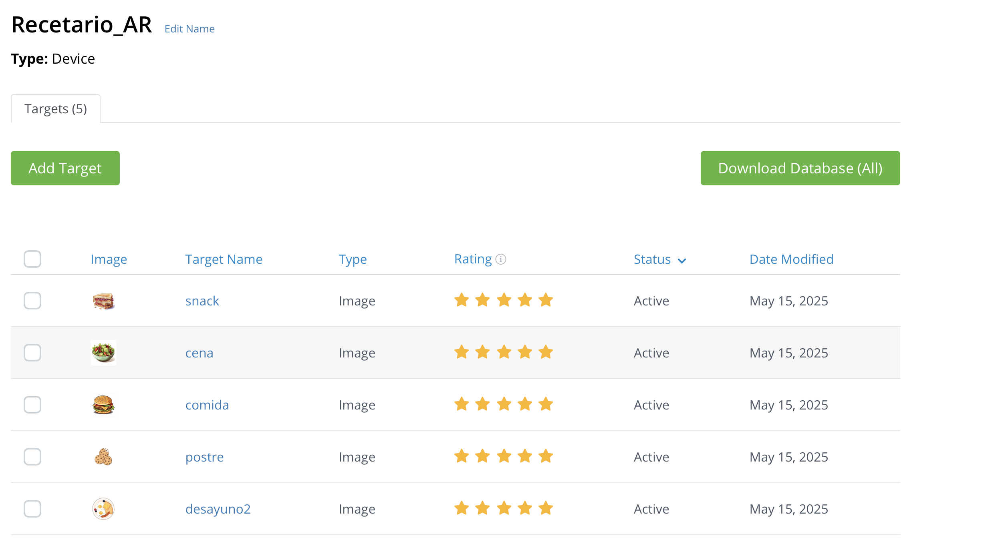 Recetario_AR Edit Name
Type: Device
Targets (5)
Add Target Download Database (All)
Image Target Name Type Rating Status Date Modified
snack Image Active May 15, 2025
cena Image Active May 15, 2025
comida Image Active May 15, 2025
postre Image Active May 15, 2025
desayuno2 Image Active May 15, 2025